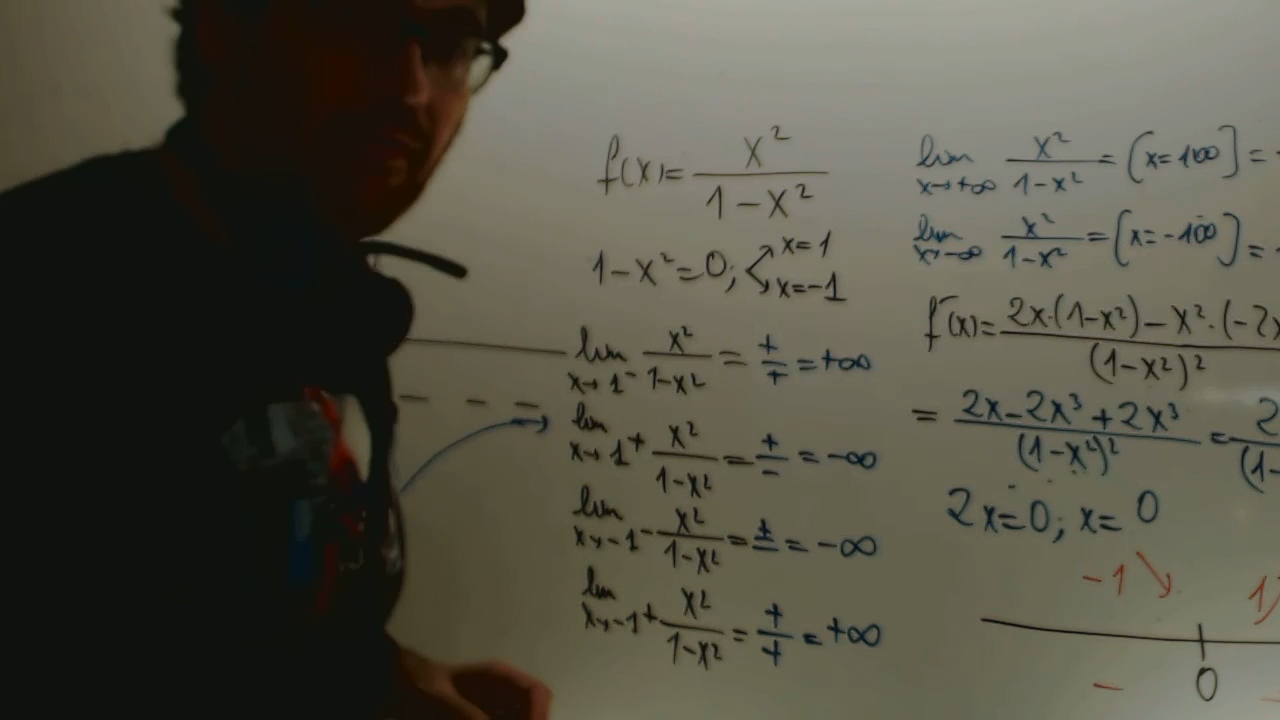 f(x)= x²/(1-x²)
1-x²=0; x=1
x=-1
lim x→1⁻ x²/(1-x²) = +/+ = +∞
lim x→1⁺ x²/(1-x²) = +/- = -∞
lim x→-1⁻ x²/(1-x²) = +/- = -∞
lim x→-1⁺ x²/(1-x²) = +/+ = +∞
lim x→+∞ x²/(1-x²) = (x=100) =
lim x→-∞ x²/(1-x²) = (x=-100) =
f'(x)= (2x·(1-x²)-x²·(-2x/(1-x²)²
= (2x-2x³+2x³)/(1-x²)² = 2/(1-
2x=0; x=0
-1 1
0
-